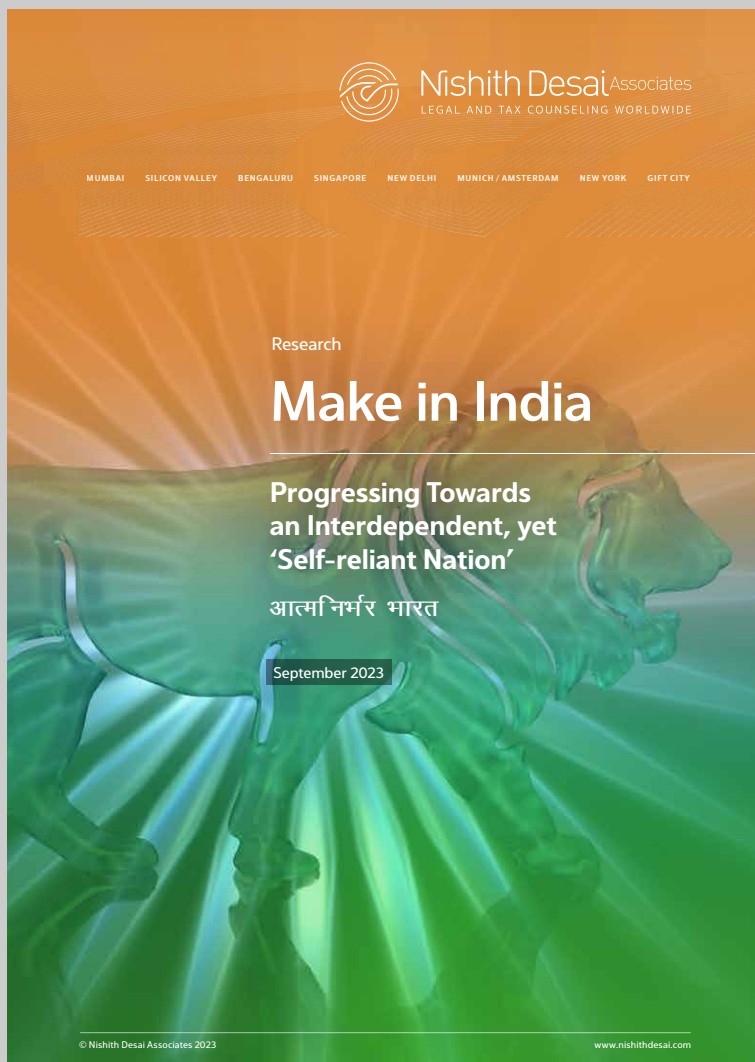 Nishith Desai Associates
LEGAL AND TAX COUNSELING WORLDWIDE
MUMBAI SILICON VALLEY BENGALURU SINGAPORE NEW DELHI MUNICH / AMSTERDAM NEW YORK GIFT CITY
Research
Make in India
Progressing Towards
an Interdependent, yet
‘Self-reliant Nation’
आत्मनिर्भर भारत
September 2023
© Nishith Desai Associates 2023 www.nishithdesai.com